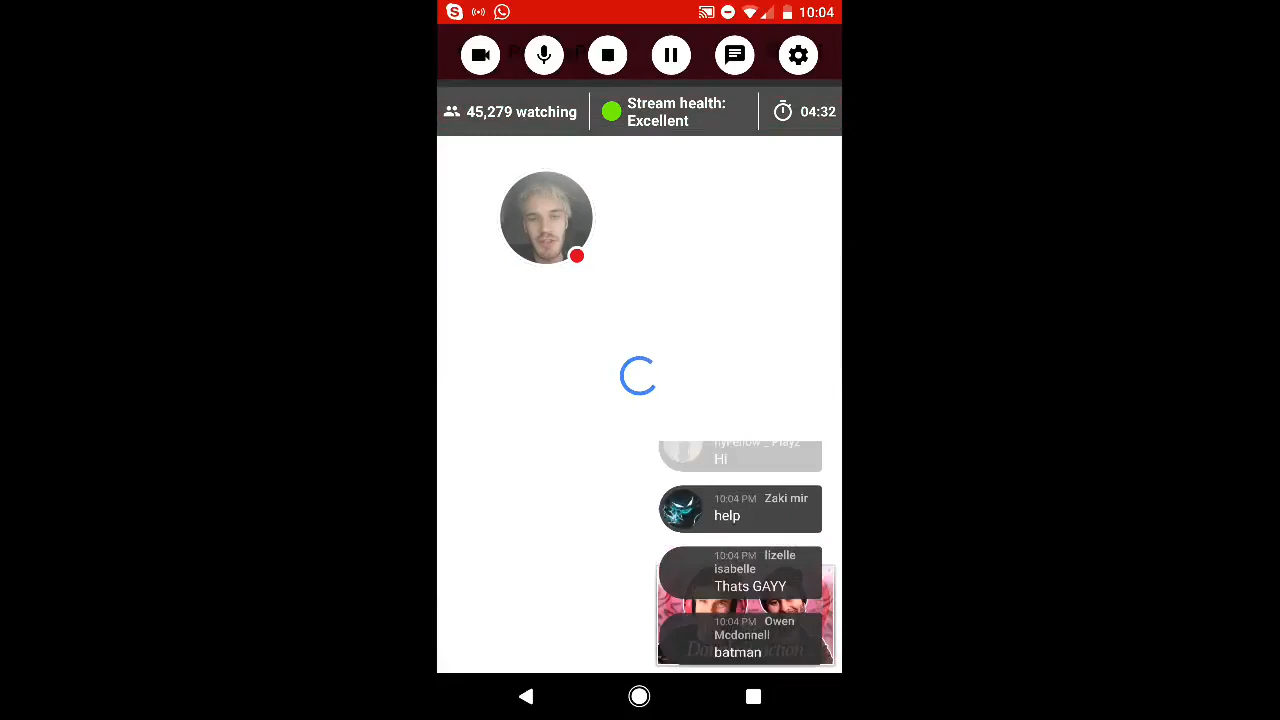 10:04
45,279 watching
Stream health:
Excellent
04:32
Hi
10:04 PM Zaki mir
help
10:04 PM lizelle
isabelle
Thats GAYY
10:04 PM Owen
Mcdonnell
batman